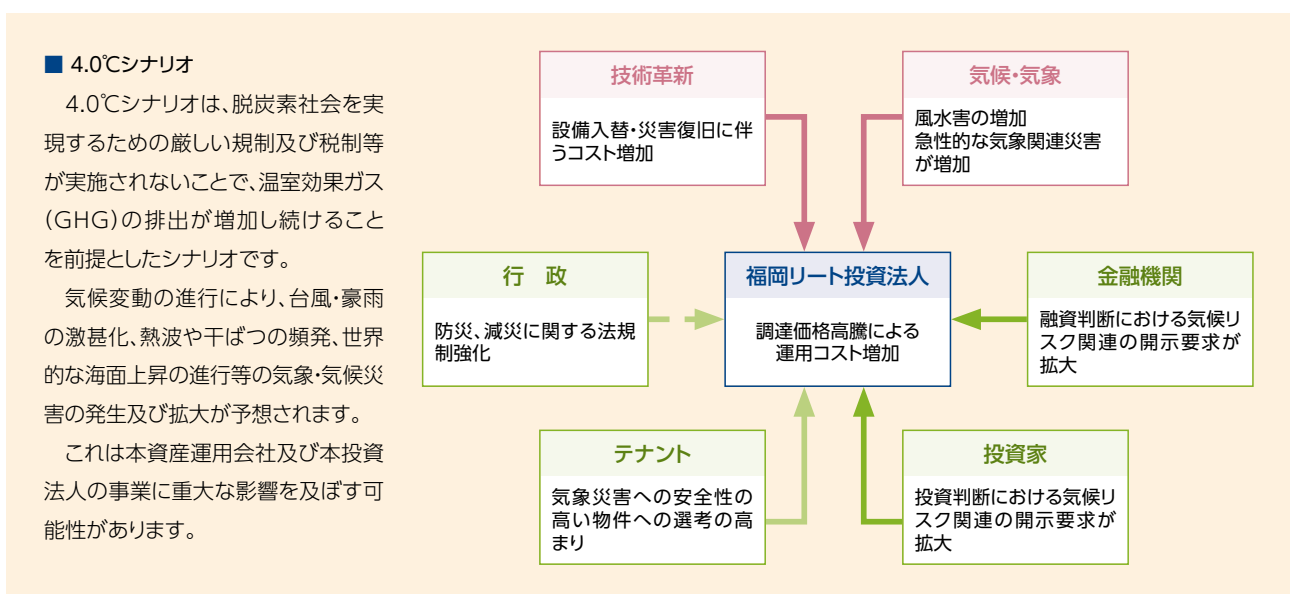 ■ 4.0℃シナリオ
4.0℃シナリオは、脱炭素社会を実
現するための厳しい規制及び税制等
が実施されないことで、温室効果ガス
(GHG)の排出が増加し続けること
を前提としたシナリオです。
気候変動の進行により、台風・豪雨
の激甚化、熱波や干ばつの頻発、世界
的な海面上昇の進行等の気象・気候災
害の発生及び拡大が予想されます。
これは本資産運用会社及び本投資
法人の事業に重大な影響を及ぼす可
能性があります。
技術革新
設備入替・災害復旧に伴
うコスト増加
気候・気象
風水害の増加
急性的な気象関連災害
が増加
行 政
防災、減災に関する法規
制強化
福岡リート投資法人
調達価格高騰による
運用コスト増加
金融機関
融資判断における気候リ
スク関連の開示要求が
拡大
テナント
気象災害への安全性の
高い物件への選考の高
まり
投資家
投資判断における気候リ
スク関連の開示要求が
拡大